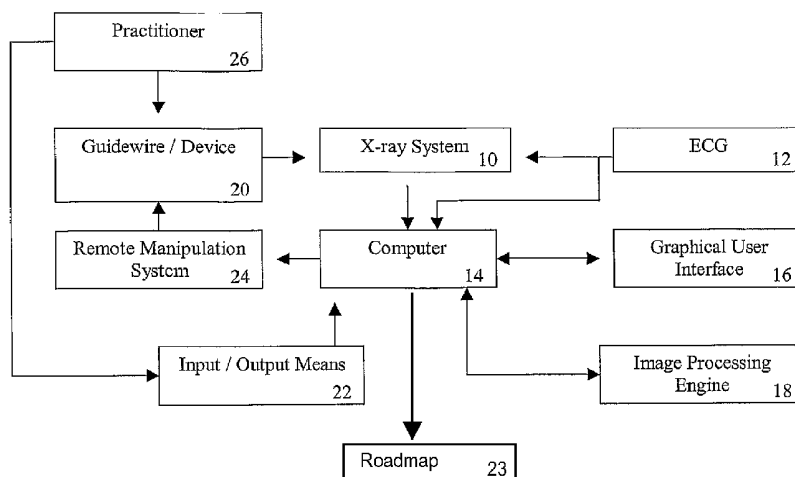 Practitioner
26
Guidewire / Device
20
X-ray System
10
ECG
12
Remote Manipulation
System
24
Computer
14
Graphical User
Interface
16
Input / Output Means
22
Image Processing
Engine
18
Roadmap
23